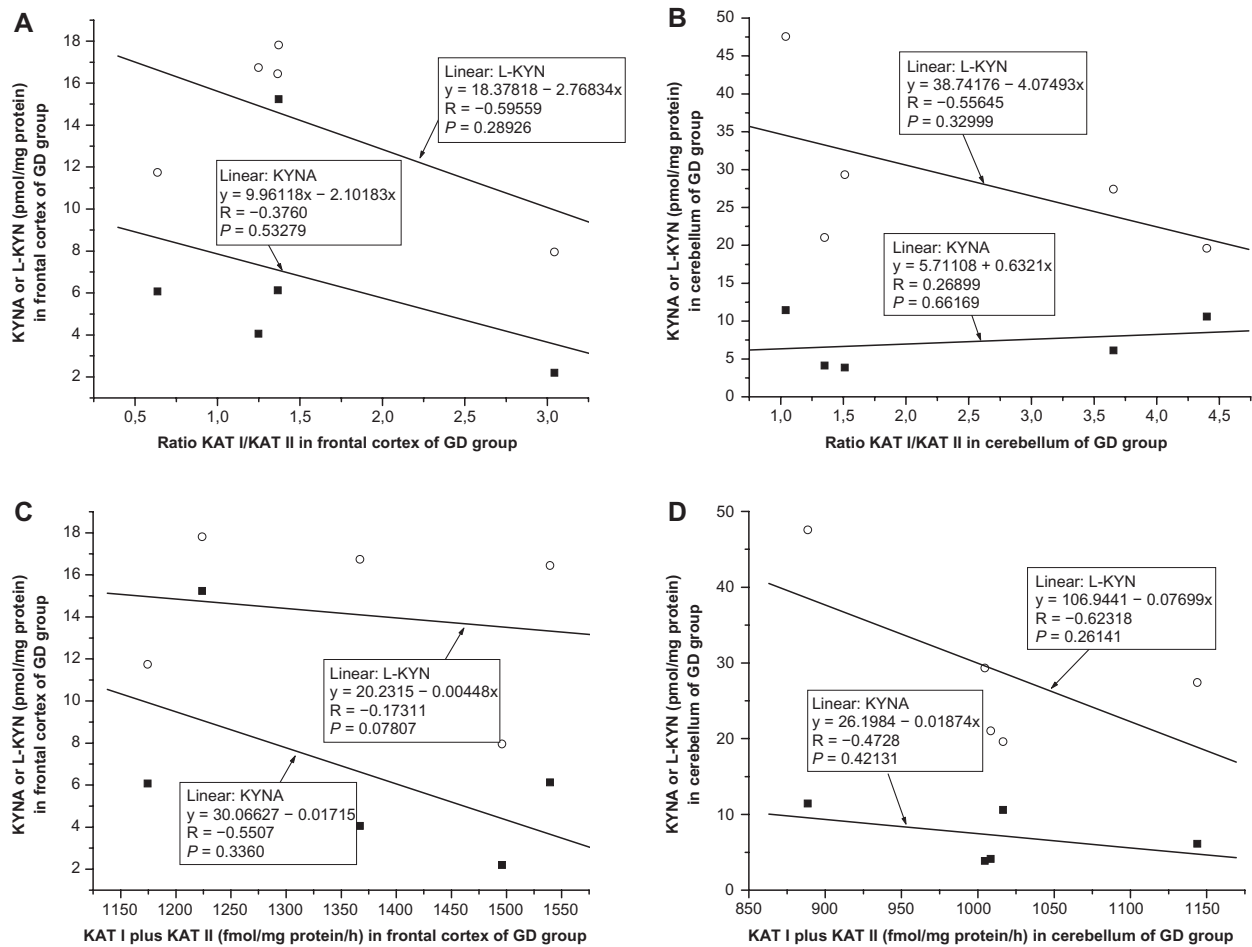 A
KYNA or L-KYN (pmol/mg protein)
in frontal cortex of GD group
18
16
14
12
10
8
6
4
2
Linear: L-KYN
y = 18.37818 − 2.76834x
R = −0.59559
P = 0.28926
Linear: KYNA
y = 9.96118x − 2.10183x
R = −0.3760
P = 0.53279
0,5
1,0
1,5
2,0
2,5
3,0
Ratio KAT I/KAT II in frontal cortex of GD group
B
KYNA or L-KYN (pmol/mg protein)
in cerebellum of GD group
50
45
40
35
30
25
20
15
10
5
0
Linear: L-KYN
y = 38.74176 − 4.07493x
R = −0.55645
P = 0.32999
Linear: KYNA
y = 5.71108 + 0.6321x
R = 0.26899
P = 0.66169
1,0
1,5
2,0
2,5
3,0
3,5
4,0
4,5
Ratio KAT I/KAT II in cerebellum of GD group
C
KYNA or L-KYN (pmol/mg protein)
in frontal cortex of GD group
18
16
14
12
10
8
6
4
2
Linear: L-KYN
y = 20.2315 − 0.00448x
R = −0.17311
P = 0.07807
Linear: KYNA
y = 30.06627 − 0.01715
R = −0.5507
P = 0.3360
1150
1200
1250
1300
1350
1400
1450
1500
1550
KAT I plus KAT II (fmol/mg protein/h) in frontal cortex of GD group
D
KYNA or L-KYN (pmol/mg protein)
in cerebellum of GD group
50
40
30
20
10
0
Linear: L-KYN
y = 106.9441 − 0.07699x
R = −0.62318
P = 0.26141
Linear: KYNA
y = 26.1984 − 0.01874x
R = −0.4728
P = 0.42131
850
900
950
1000
1050
1100
1150
KAT I plus KAT II (fmol/mg protein/h) in cerebellum of GD group